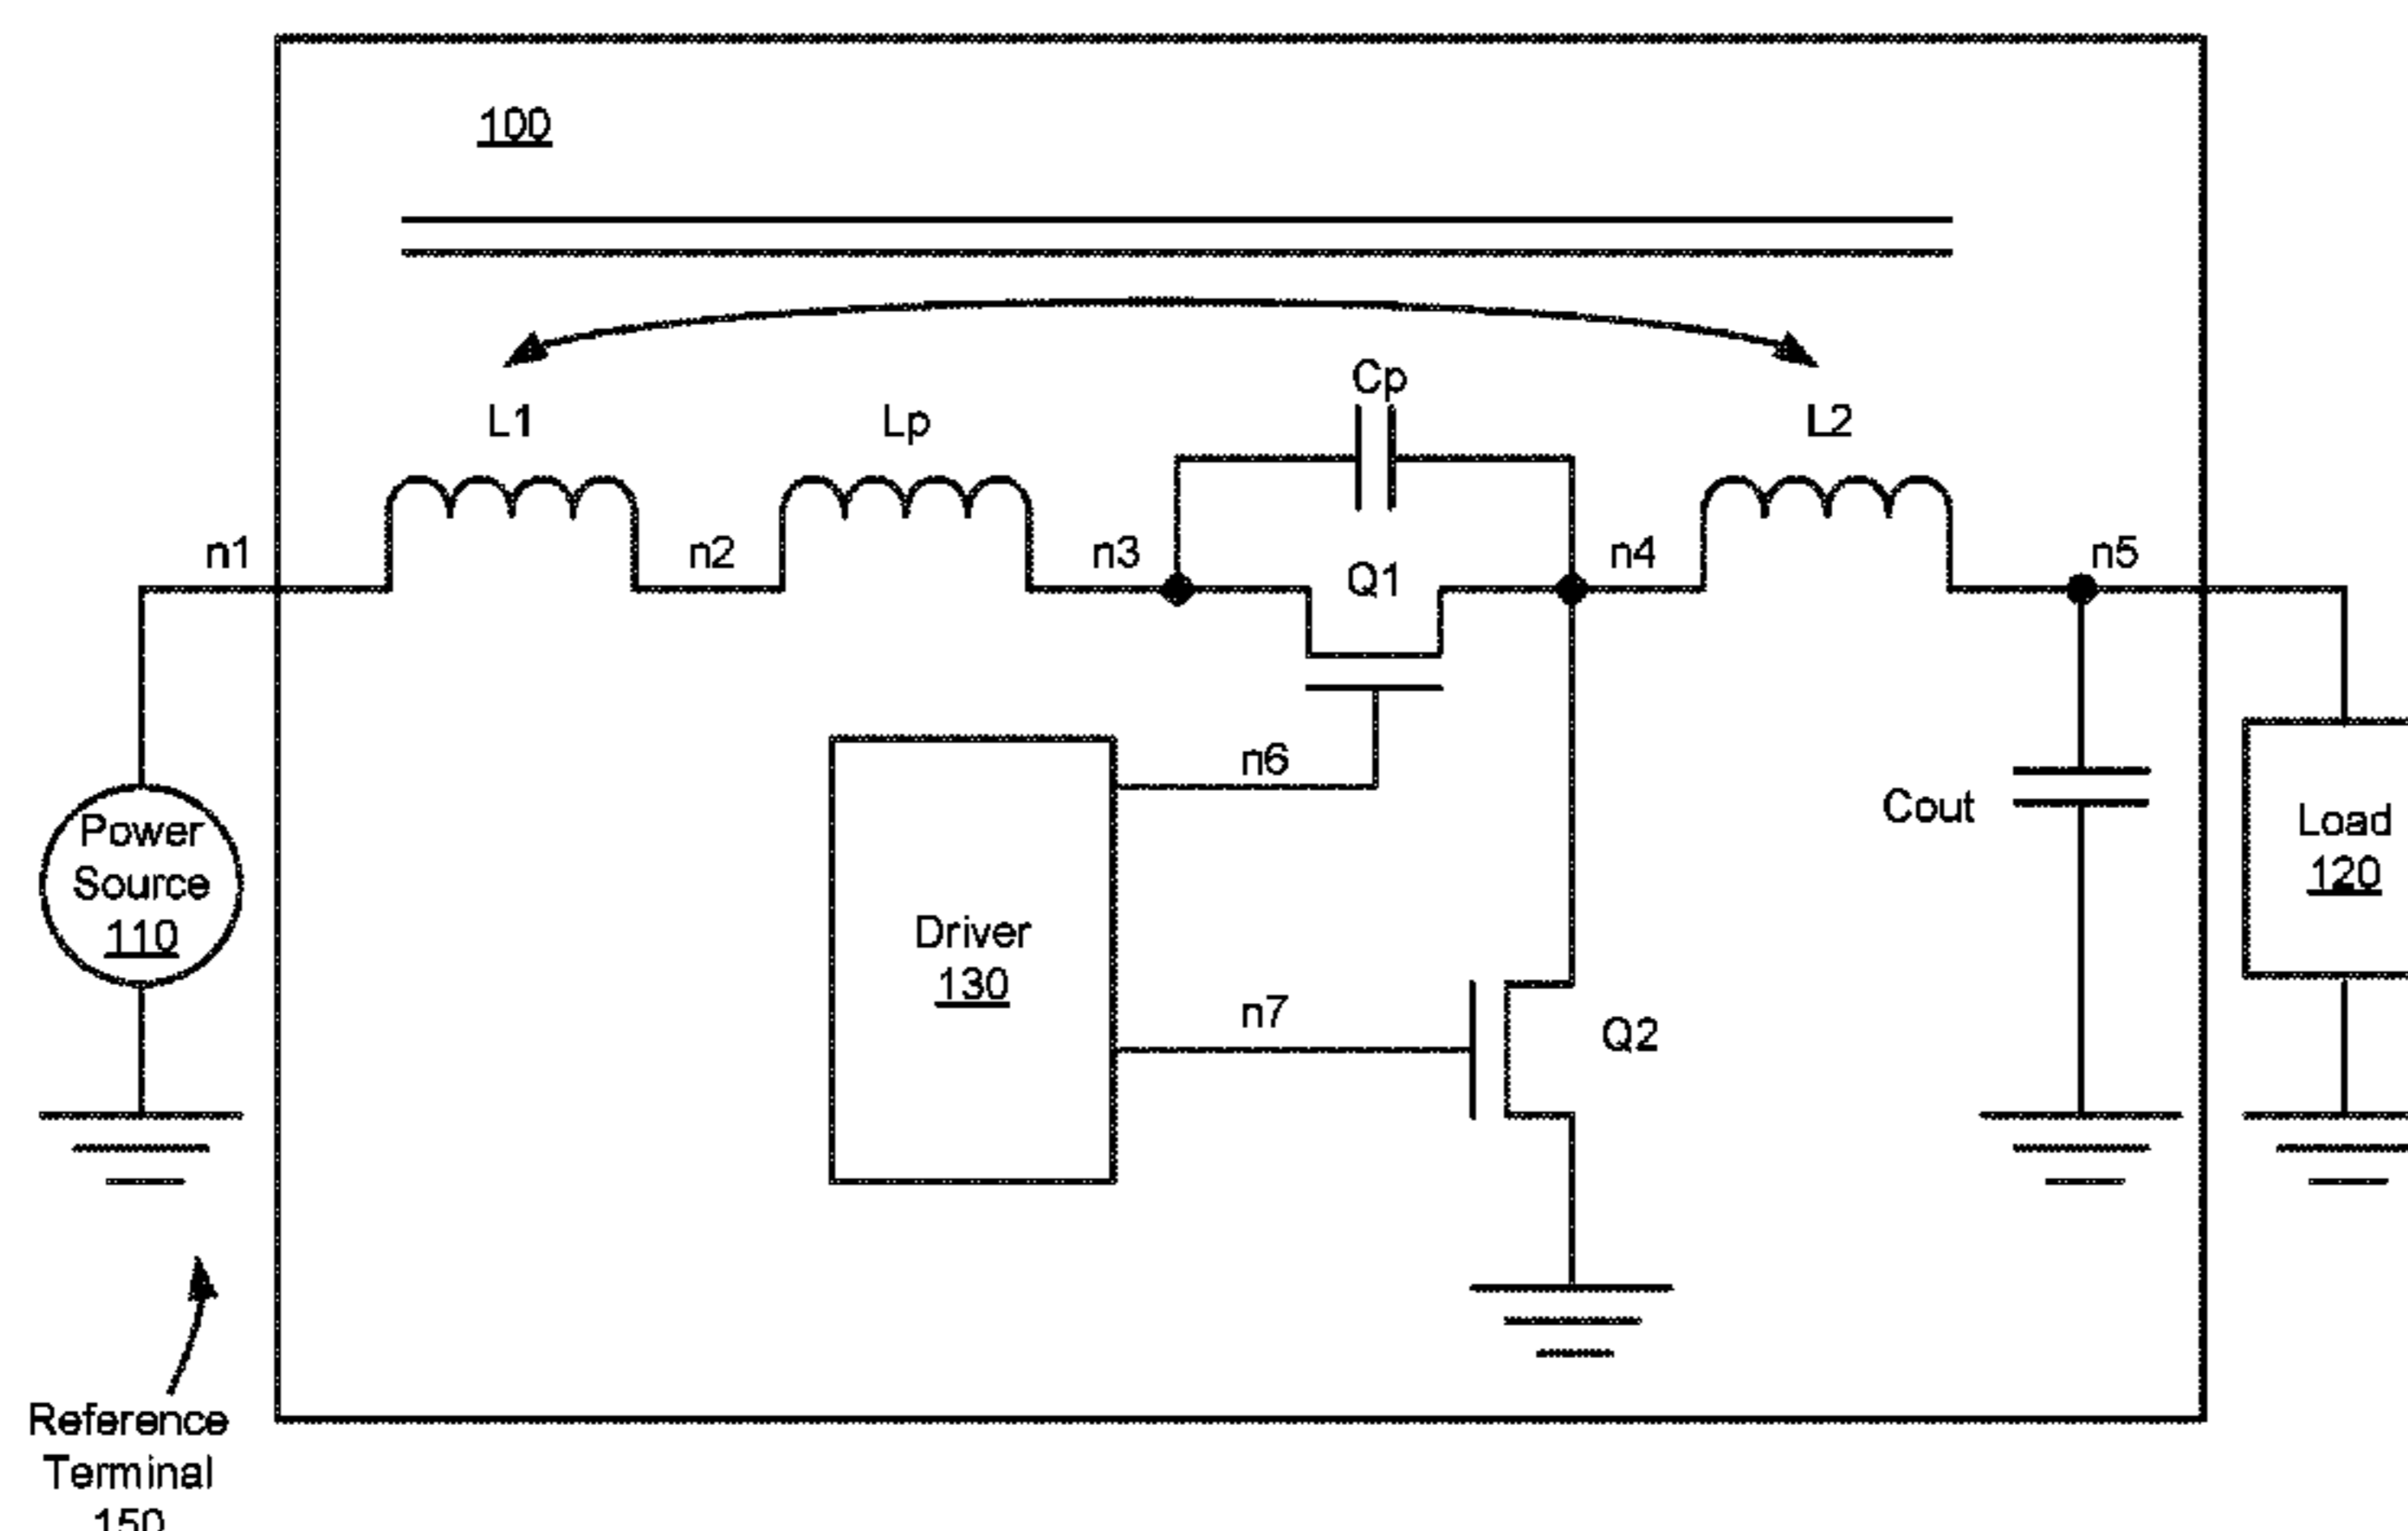 100
Cp
L1
Lp
L2
n1
n2
n3
Q1
n4
n5
n6
Power
Source
110
Cout
Load
120
Driver
130
n7
Q2
Reference
Terminal
150